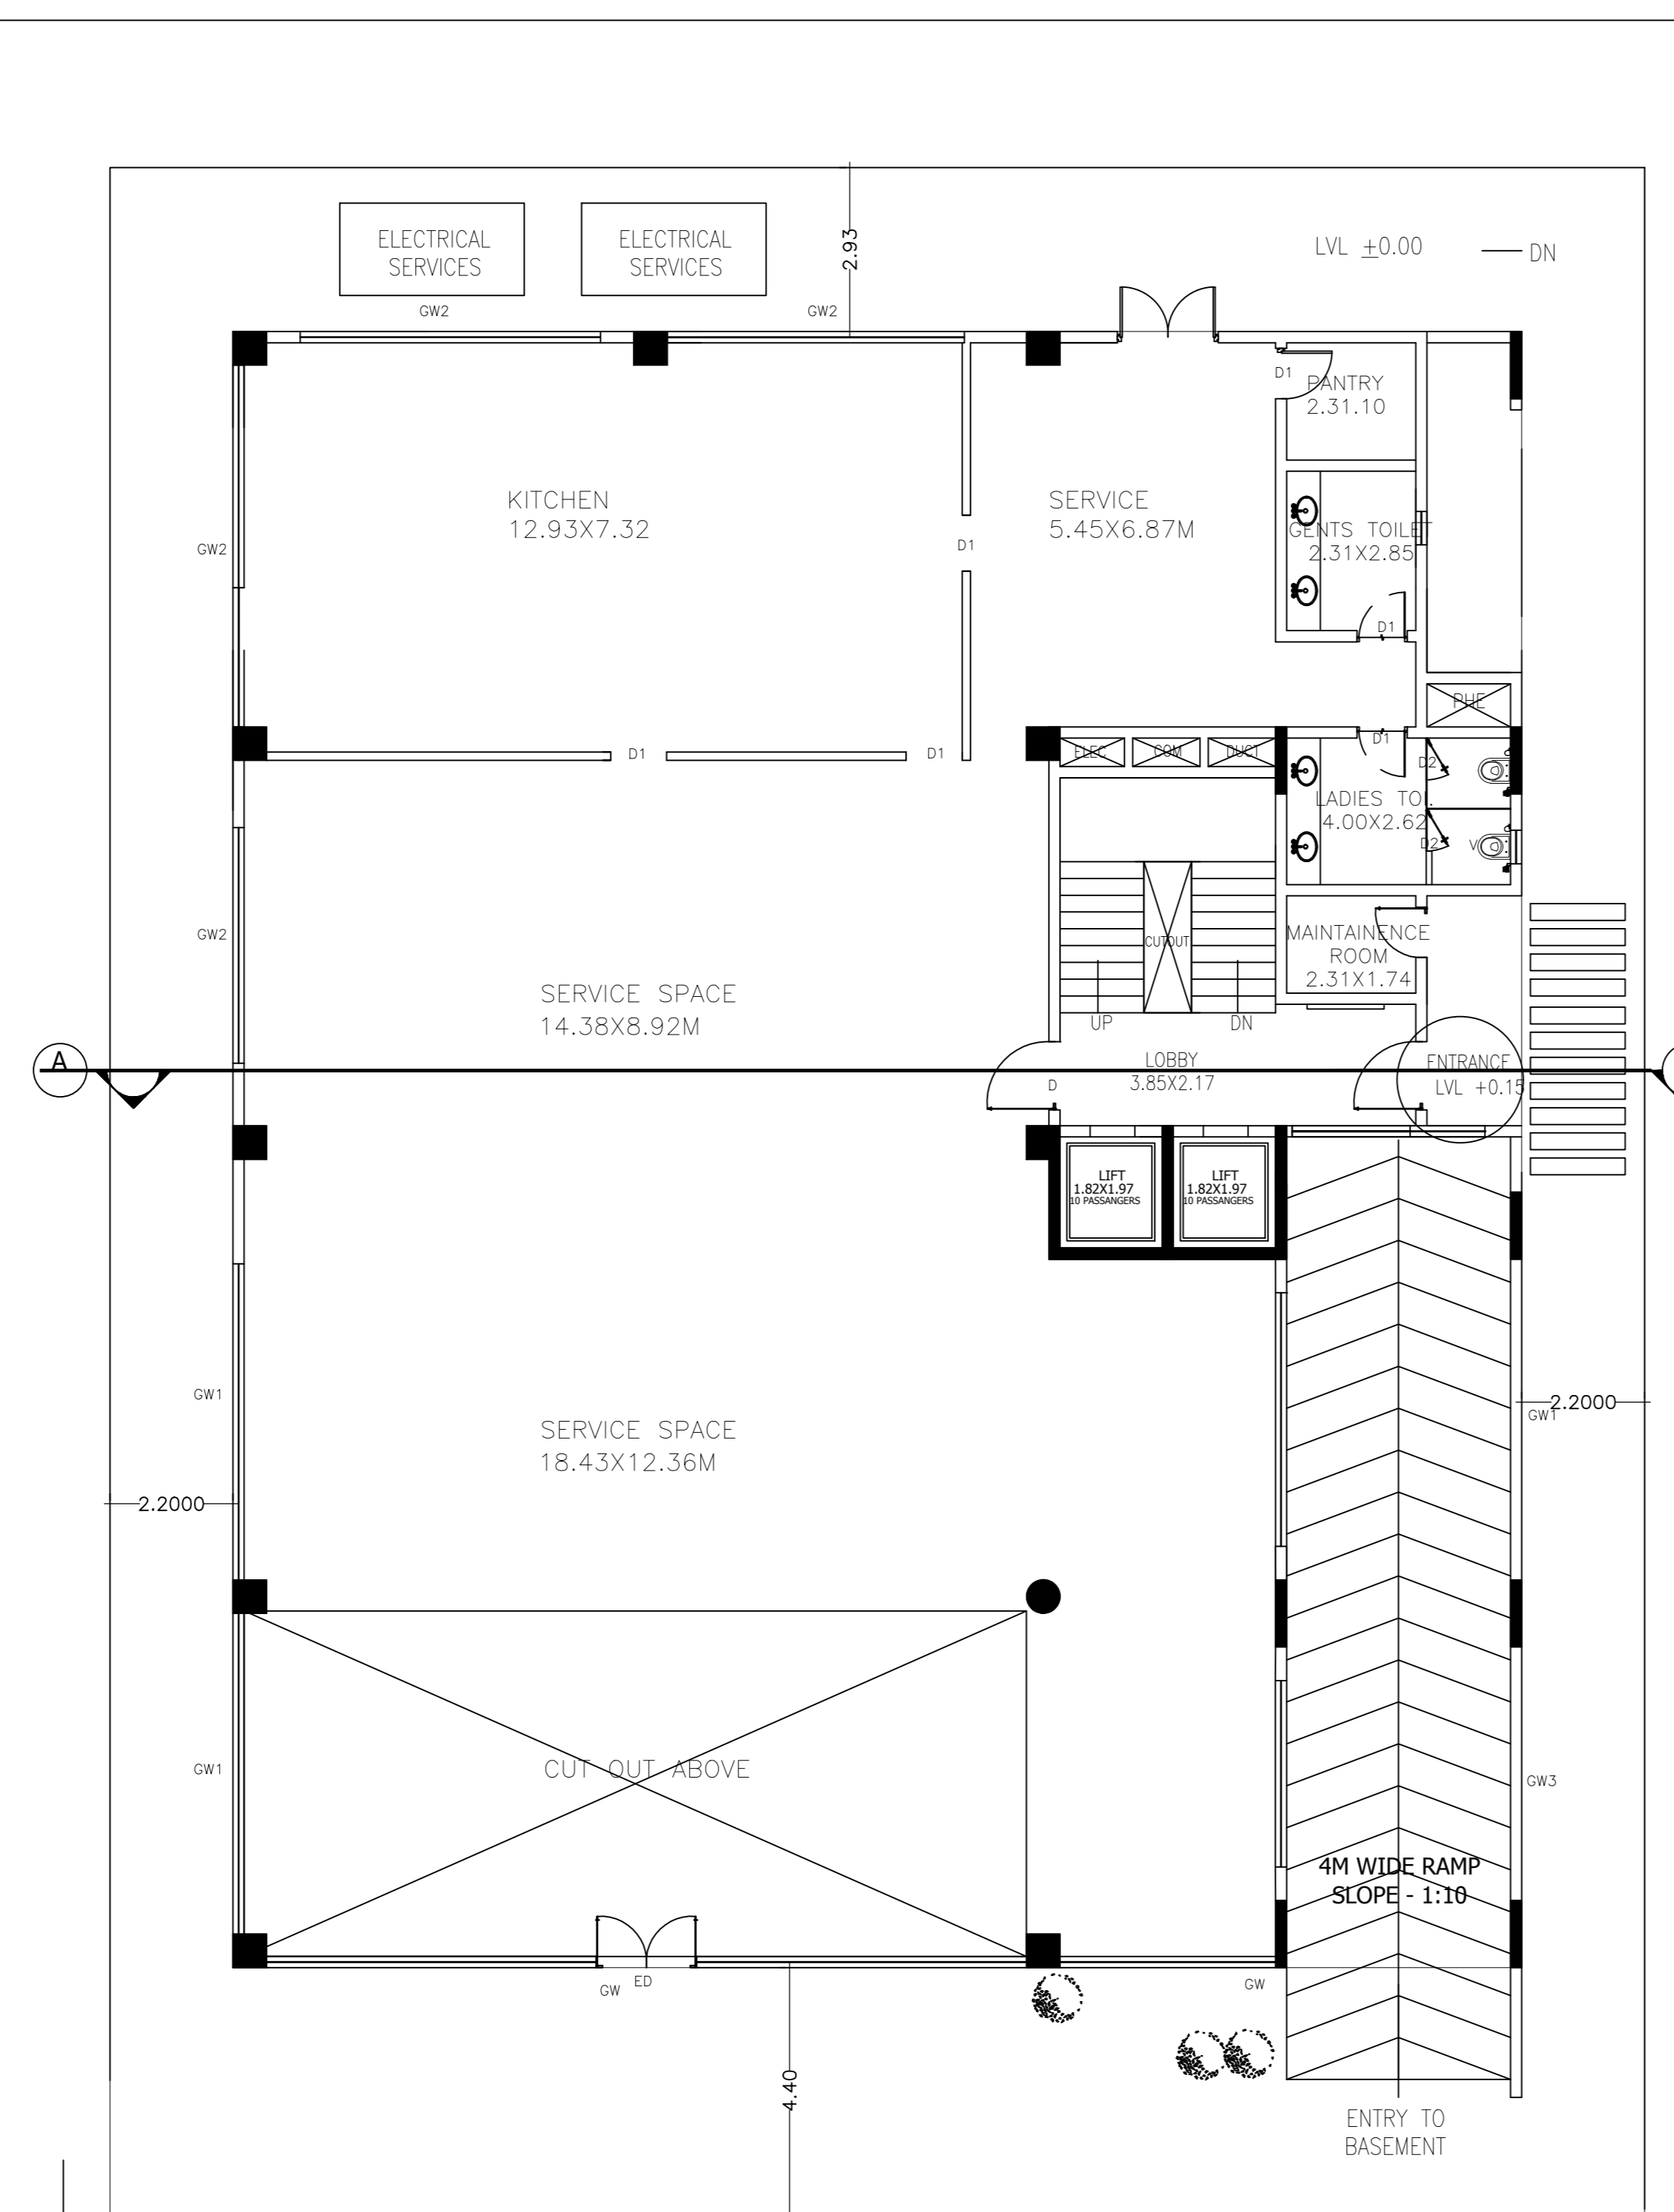 ELECTRICAL
SERVICES
ELECTRICAL
SERVICES
2.93
LVL ±0.00
DN
GW2
GW2
D1
PANTRY
2.31.10
KITCHEN
12.93X7.32
SERVICE
5.45X6.87M
GENTS TOILET
2.31X2.85
GW2
D1
D1
PHE
D1
D1
ELEC
COM
DUCT
D1
D2
LADIES TOI.
4.00X2.62
D2
V
GW2
CUTOUT
MAINTAINENCE
ROOM
2.31X1.74
SERVICE SPACE
14.38X8.92M
UP
DN
A
LOBBY
3.85X2.17
D
ENTRANCE
LVL +0.15
LIFT
1.82X1.97
10 PASSANGERS
LIFT
1.82X1.97
10 PASSANGERS
GW1
2.2000
GW1
SERVICE SPACE
18.43X12.36M
2.2000
GW1
CUT OUT ABOVE
GW3
4M WIDE RAMP
SLOPE - 1:10
GW
ED
GW
4.40
ENTRY TO
BASEMENT